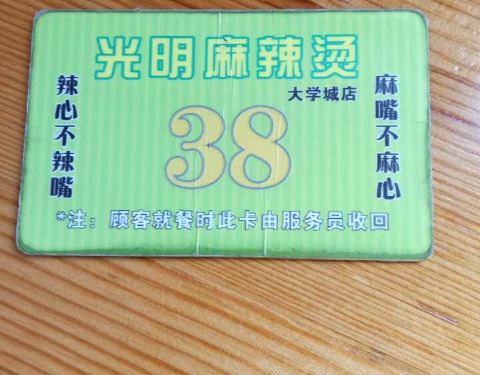 光明麻辣烫
大学城店
辣心不辣嘴
38
麻嘴不麻心
*注：顾客就餐时此卡由服务员收回